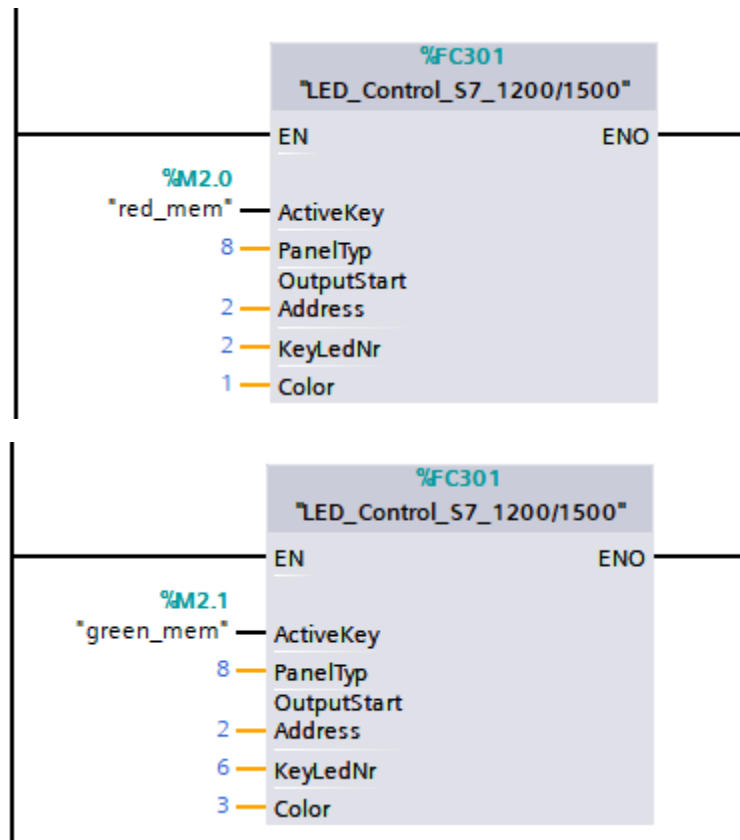 %FC301
"LED_Control_S7_1200/1500"
EN ENO
%M2.0
"red_mem" ActiveKey
8 PanelTyp
OutputStart
2 Address
2 KeyLedNr
1 Color
%FC301
"LED_Control_S7_1200/1500"
EN ENO
%M2.1
"green_mem" ActiveKey
8 PanelTyp
OutputStart
2 Address
6 KeyLedNr
3 Color